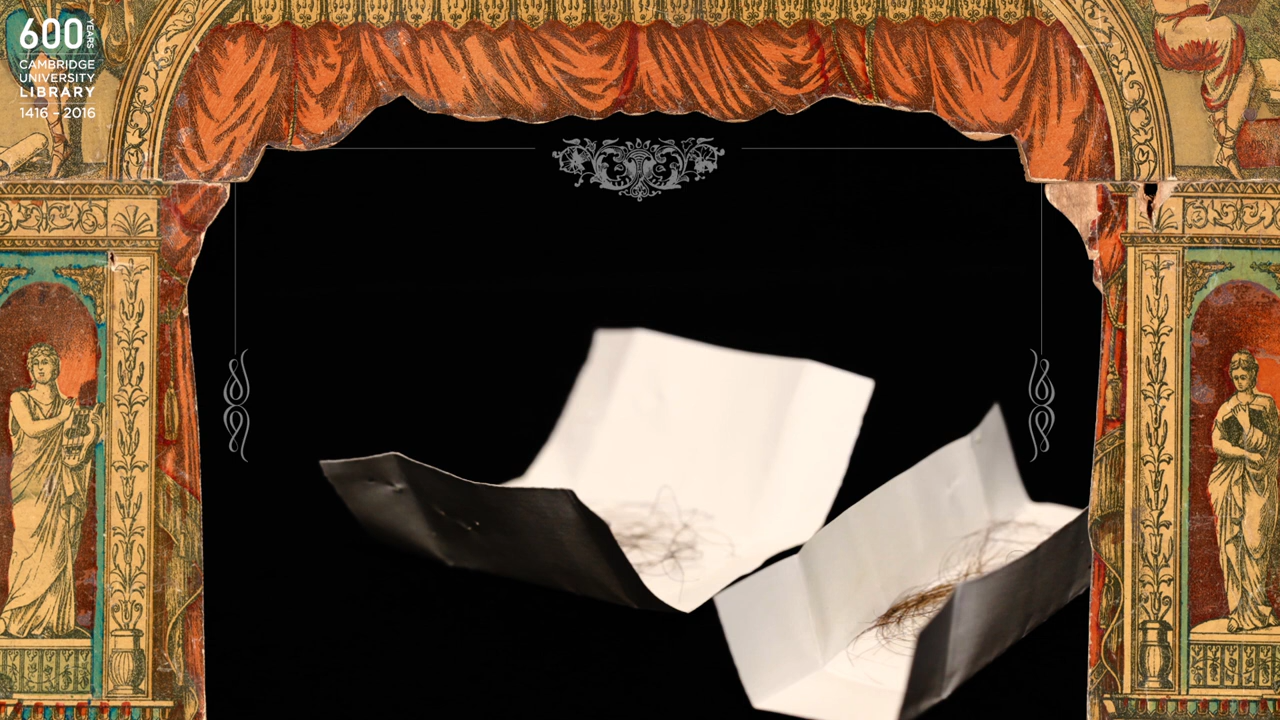 600 YEARS
CAMBRIDGE
UNIVERSITY
LIBRARY
1416 – 2016